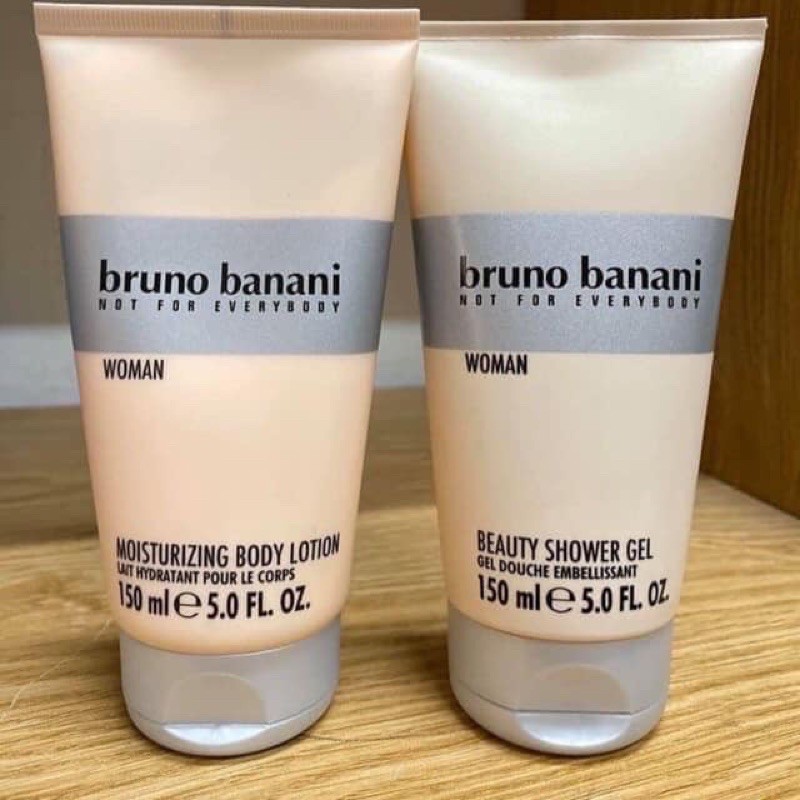 bruno banani
NOT FOR EVERYBODY
WOMAN
MOISTURIZING BODY LOTION
LAIT HYDRATANT POUR LE CORPS
150 ml e 5.0 FL. OZ.
bruno banani
NOT FOR EVERYBODY
WOMAN
BEAUTY SHOWER GEL
GEL DOUCHE EMBELLISSANT
150 ml e 5.0 FL. OZ.